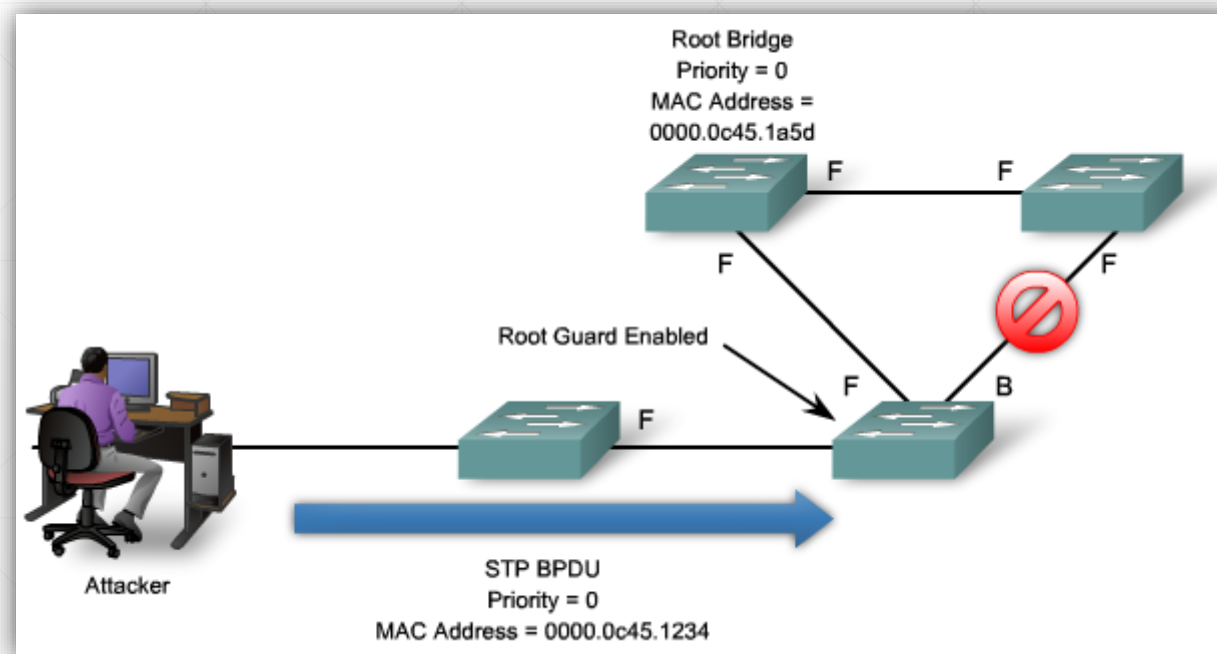 Root Bridge
Priority = 0
MAC Address =
0000.0c45.1a5d
F
F
F
F
Root Guard Enabled
F
B
F
Attacker
STP BPDU
Priority = 0
MAC Address = 0000.0c45.1234